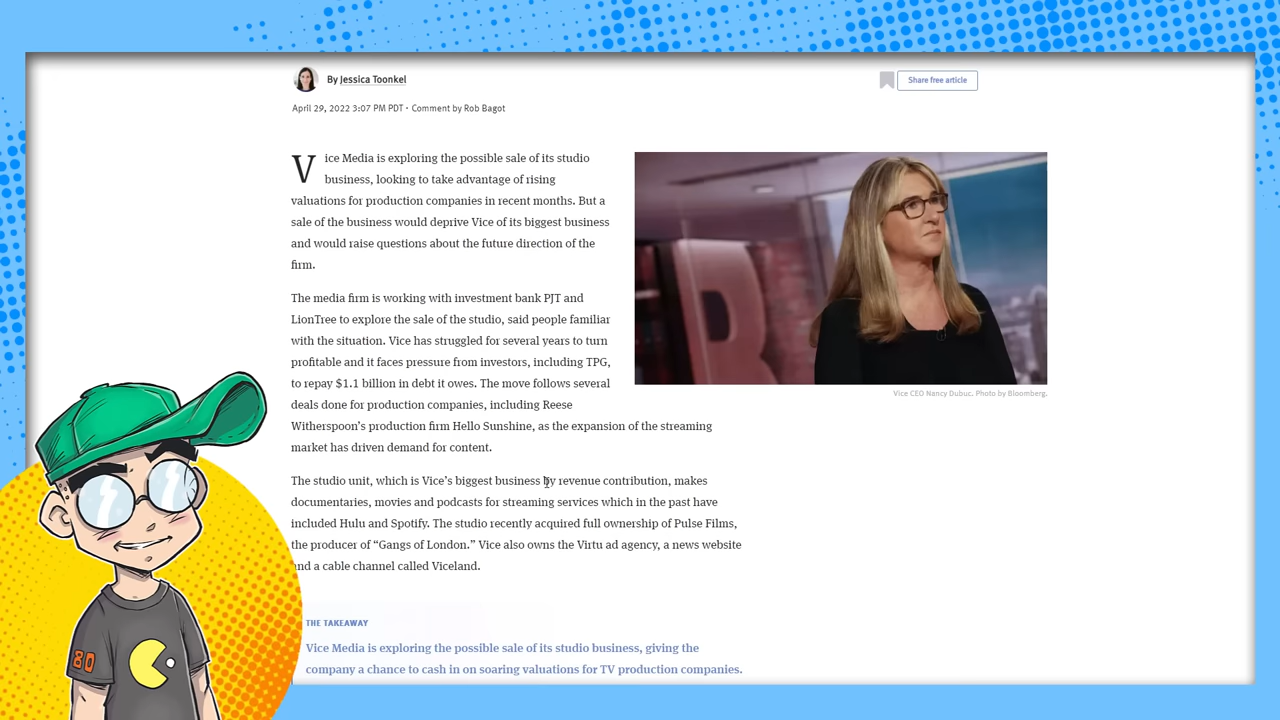 By Jessica Toonkel
Share free article
April 29, 2022 3:07 PM PDT · Comment by Rob Bagot
Vice Media is exploring the possible sale of its studio
business, looking to take advantage of rising
valuations for production companies in recent months. But a
sale of the business would deprive Vice of its biggest business
and would raise questions about the future direction of the
firm.
Vice CEO Nancy Dubuc. Photo by Bloomberg.
The media firm is working with investment bank PJT and
LionTree to explore the sale of the studio, said people familiar
with the situation. Vice has struggled for several years to turn
profitable and it faces pressure from investors, including TPG,
to repay $1.1 billion in debt it owes. The move follows several
deals done for production companies, including Reese
Witherspoon's production firm Hello Sunshine, as the expansion of the streaming
market has driven demand for content.
The studio unit, which is Vice's biggest business by revenue contribution, makes
documentaries, movies and podcasts for streaming services which in the past have
included Hulu and Spotify. The studio recently acquired full ownership of Pulse Films,
the producer of “Gangs of London.” Vice also owns the Virtu ad agency, a news website
and a cable channel called Viceland.
THE TAKEAWAY
Vice Media is exploring the possible sale of its studio business, giving the
company a chance to cash in on soaring valuations for TV production companies.
80